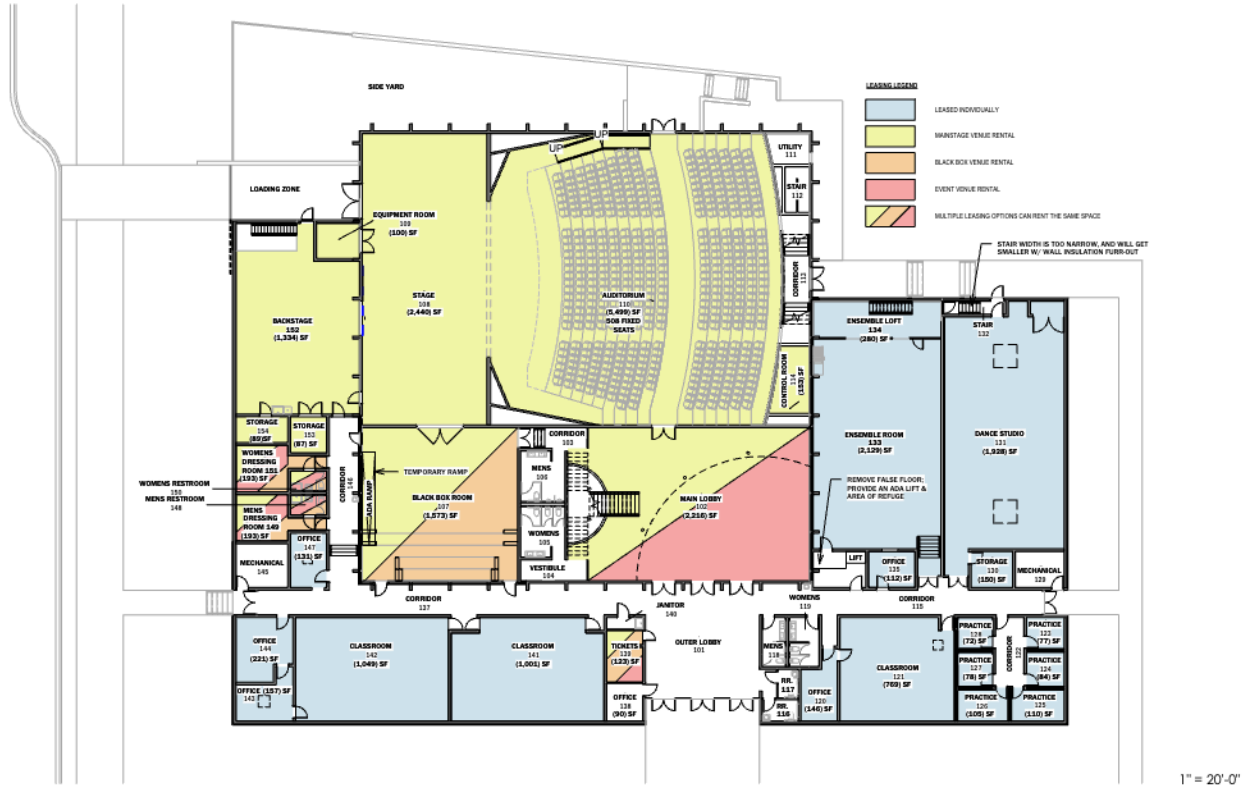 SIDE YARD
LEASING LEGEND
LEASED INDIVIDUALLY
MAINSTAGE VENUE RENTAL
BLACK BOX VENUE RENTAL
EVENT VENUE RENTAL
MULTIPLE LEASING OPTIONS CAN RENT THE SAME SPACE
UP
UP
UTILITY
111
STAIR
112
LOADING ZONE
EQUIPMENT ROOM
109
(100) SF
STAIR WIDTH IS TOO NARROW, AND WILL GET
SMALLER W/ WALL INSULATION FURR-OUT
CORRIDOR
113
STAGE
108
(2,440) SF
AUDITORIUM
110
(5,499) SF
508 FIXED
SEATS
BACKSTAGE
152
(1,334) SF
ENSEMBLE LOFT
134
(280) SF
STAIR
132
CONTROL ROOM
114
(153) SF
STORAGE
154
(85)SF
STORAGE
153
(87) SF
CORRIDOR
103
ENSEMBLE ROOM
133
(2,129) SF
DANCE STUDIO
131
(1,928) SF
WOMENS
DRESSING
ROOM 151
(193) SF
WOMENS RESTROOM
150
MENS RESTROOM
148
CORRIDOR
146
TEMPORARY RAMP
ADA RAMP
MENS
106
BLACK BOX ROOM
107
(1,573) SF
MAIN LOBBY
102
(2,216) SF
REMOVE FALSE FLOOR;
PROVIDE AN ADA LIFT &
AREA OF REFUGE
MENS
DRESSING
ROOM 149
(193) SF
WOMENS
105
OFFICE
147
(131) SF
MECHANICAL
145
VESTIBULE
104
LIFT
OFFICE
135
(112) SF
STORAGE
130
(150) SF
MECHANICAL
129
CORRIDOR
137
JANITOR
140
WOMENS
119
CORRIDOR
115
OFFICE
144
(221) SF
CLASSROOM
142
(1,049) SF
CLASSROOM
141
(1,001) SF
TICKETS
139
(123) SF
OUTER LOBBY
101
MENS
118
CLASSROOM
121
(769) SF
PRACTICE
128
(72) SF
CORRIDOR
122
PRACTICE
123
(77) SF
PRACTICE
127
(78) SF
PRACTICE
124
(84) SF
OFFICE (157) SF
143
OFFICE
138
(90) SF
RR.
117
RR.
116
OFFICE
120
(146) SF
PRACTICE
126
(105) SF
PRACTICE
125
(110) SF
1" = 20'-0"